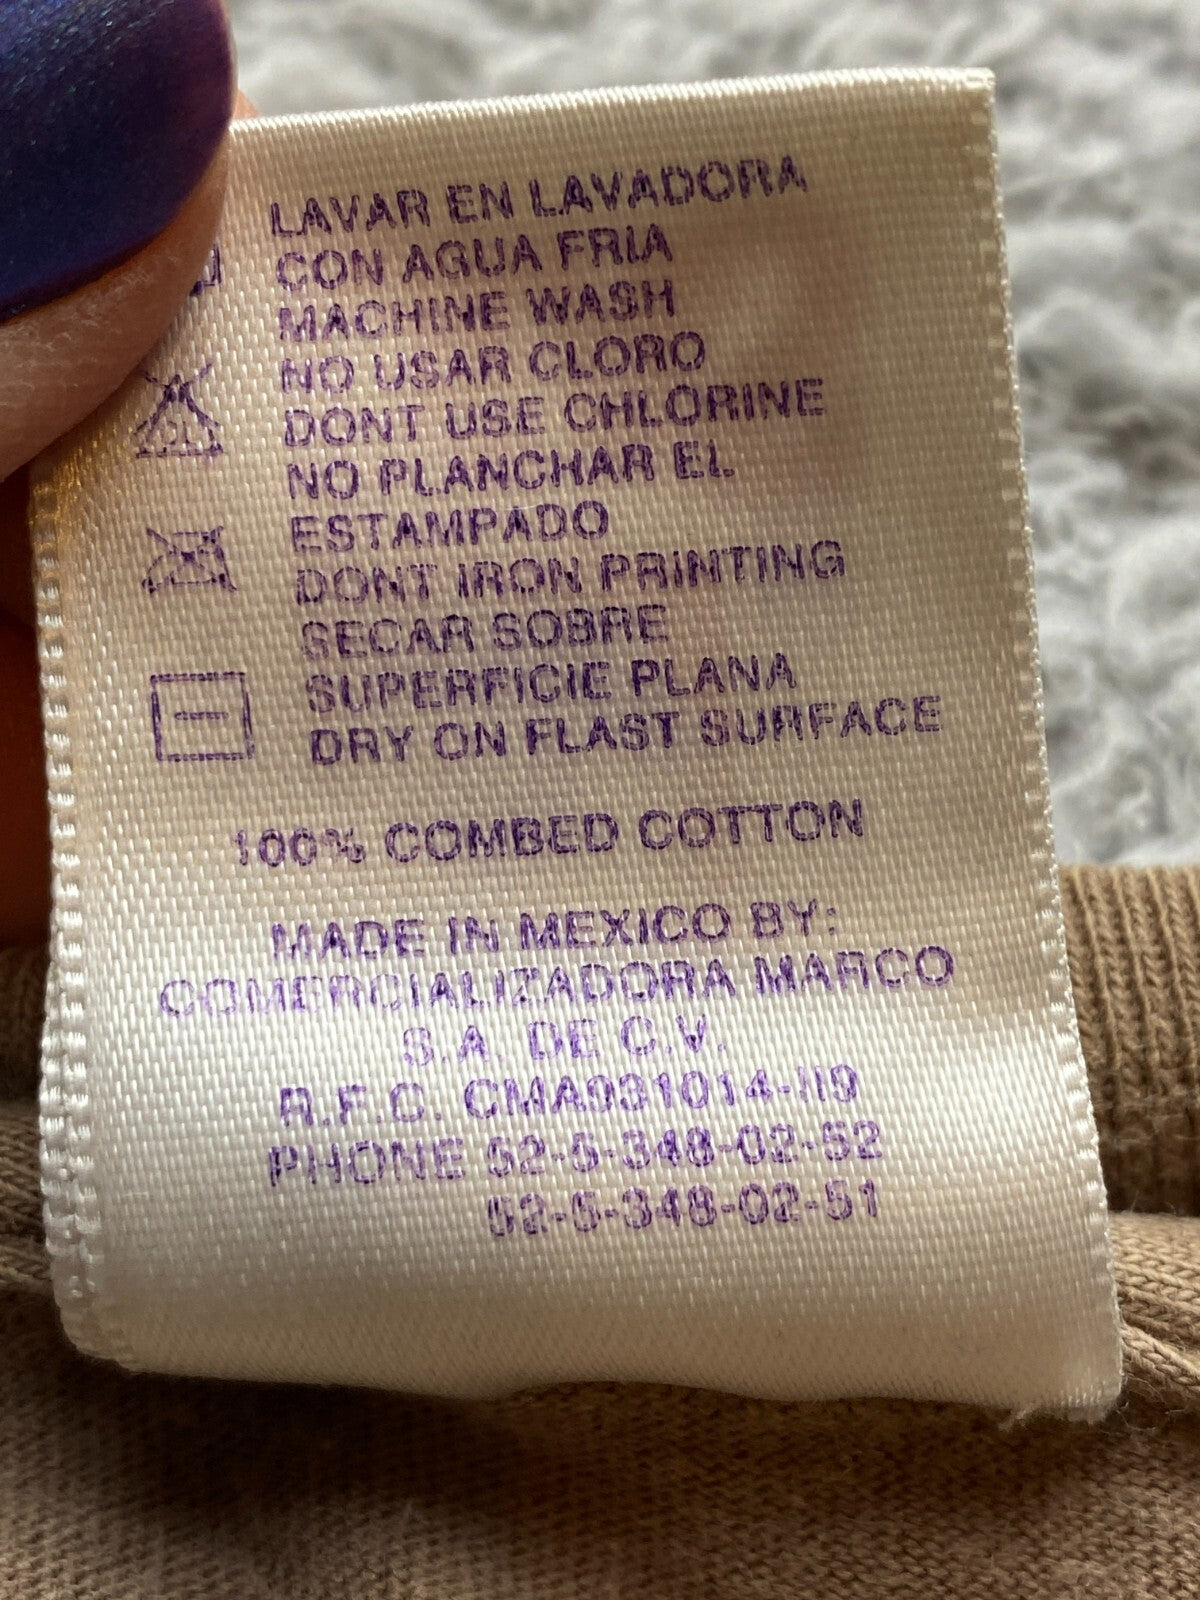 LAVAR EN LAVADORA
CON AGUA FRIA
MACHINE WASH
NO USAR CLORO
CL
DONT USE CHLORINE
NO PLANCHAR EL
ESTAMPADO
DONT IRON PRINTING
SECAR SOBRE
SUPERFICIE PLANA
DRY ON FLAST SURFACE
100% COMBED COTTON
MADE IN MEXICO BY:
COMERCIALIZADORA MARCO
S.A. DE C.V.
R.F.C. CMA931014-II9
PHONE 52-5-348-02-52
52-5-348-02-51